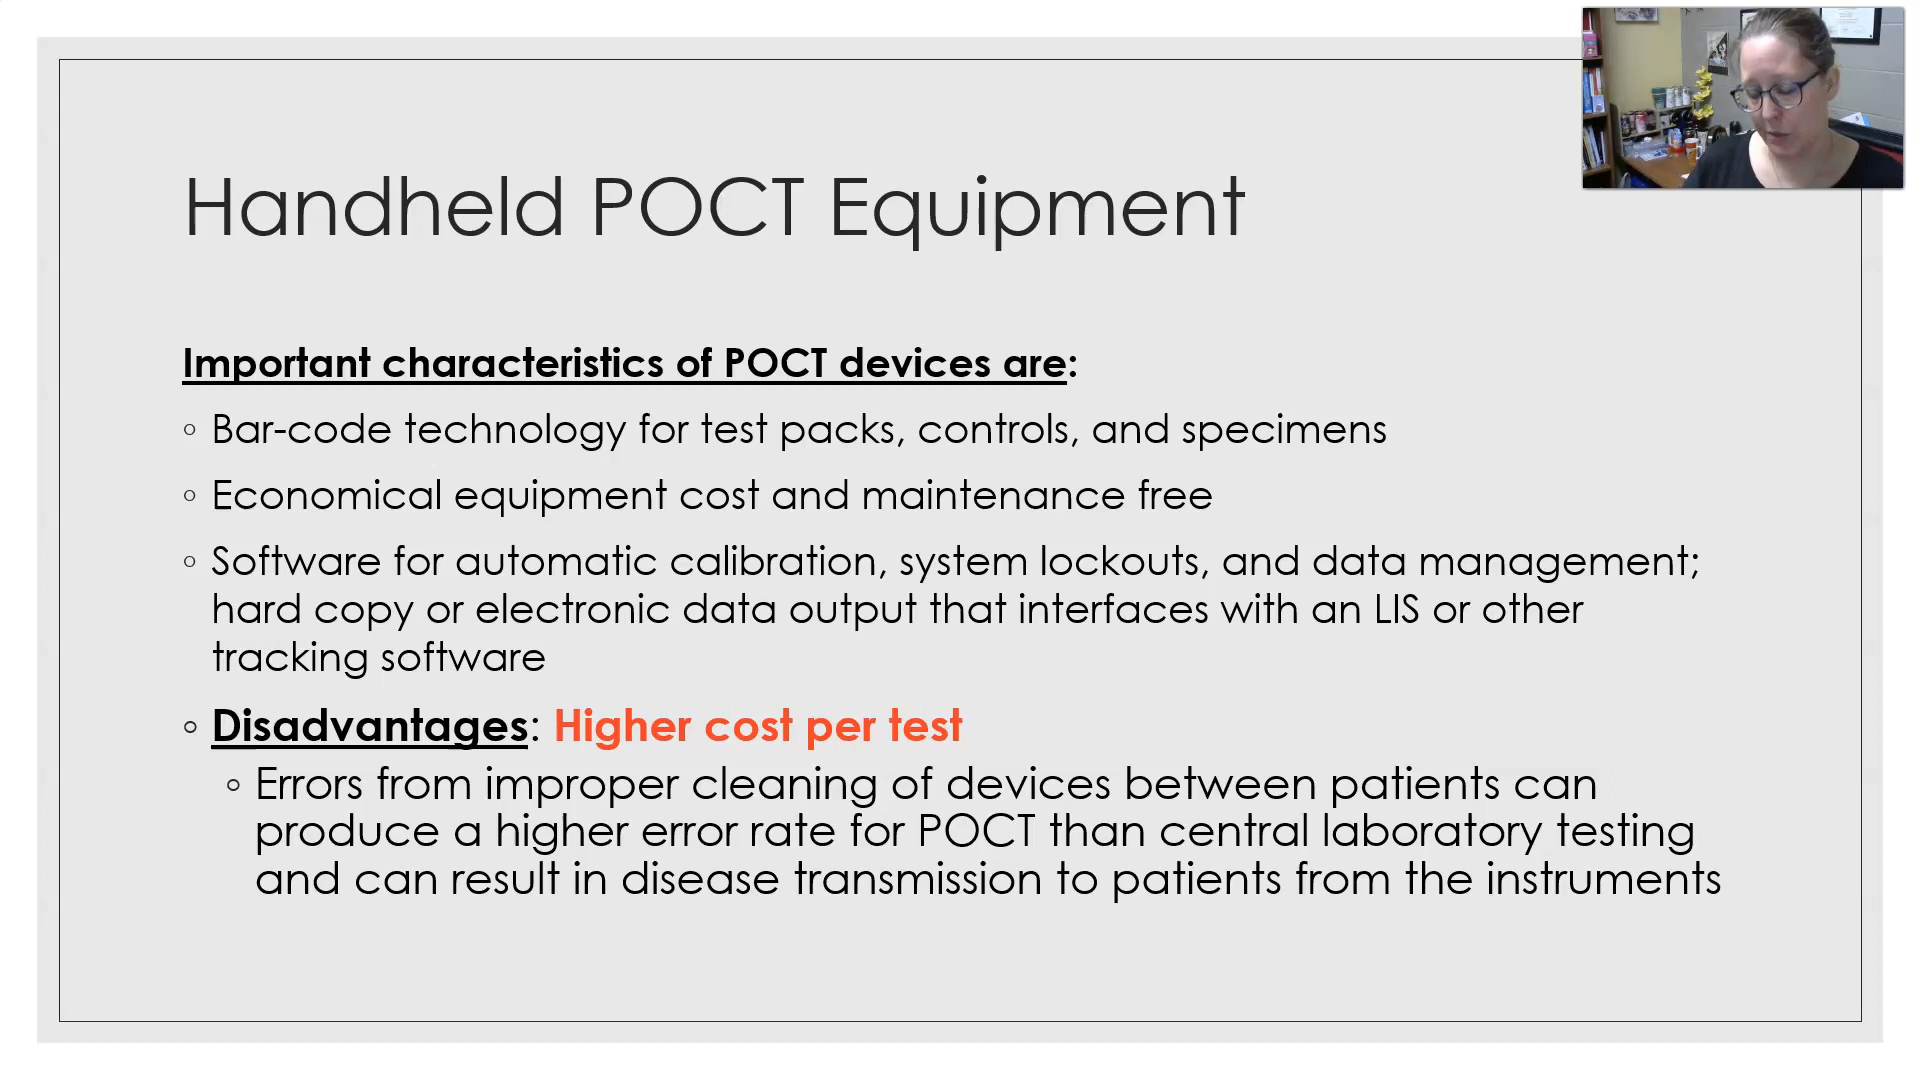 Handheld POCT Equipment
Important characteristics of POCT devices are:
◦ Bar-code technology for test packs, controls, and specimens
◦ Economical equipment cost and maintenance free
◦ Software for automatic calibration, system lockouts, and data management;
hard copy or electronic data output that interfaces with an LIS or other
tracking software
◦ Disadvantages: Higher cost per test
◦ Errors from improper cleaning of devices between patients can
produce a higher error rate for POCT than central laboratory testing
and can result in disease transmission to patients from the instruments